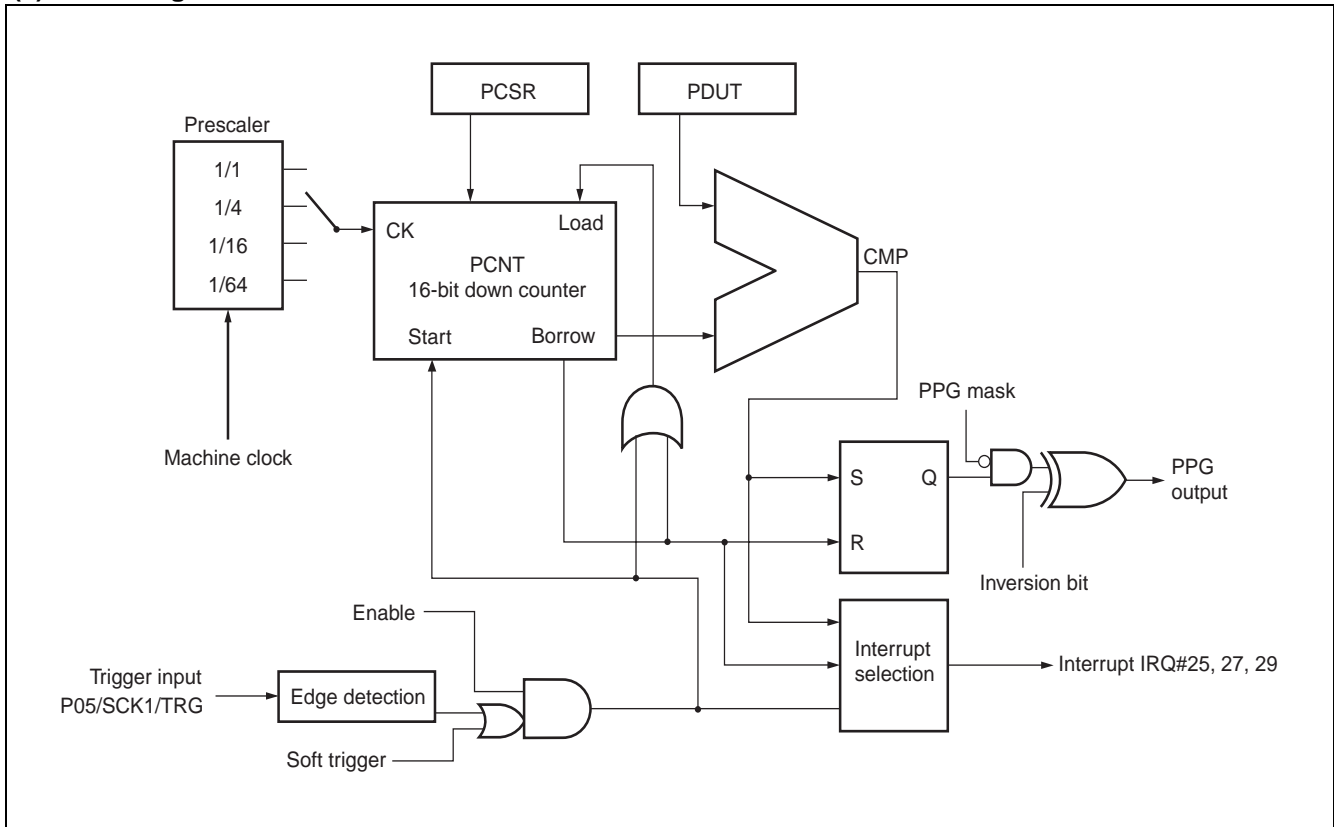 PCSR
PDUT
Prescaler
1/1
1/4
1/16
1/64
CK
Load
PCNT
16-bit down counter
Start
Borrow
CMP
Machine clock
PPG mask
S
Q
R
PPG
output
Inversion bit
Enable
Interrupt
selection
Interrupt IRQ#25, 27, 29
Trigger input
P05/SCK1/TRG
Edge detection
Soft trigger